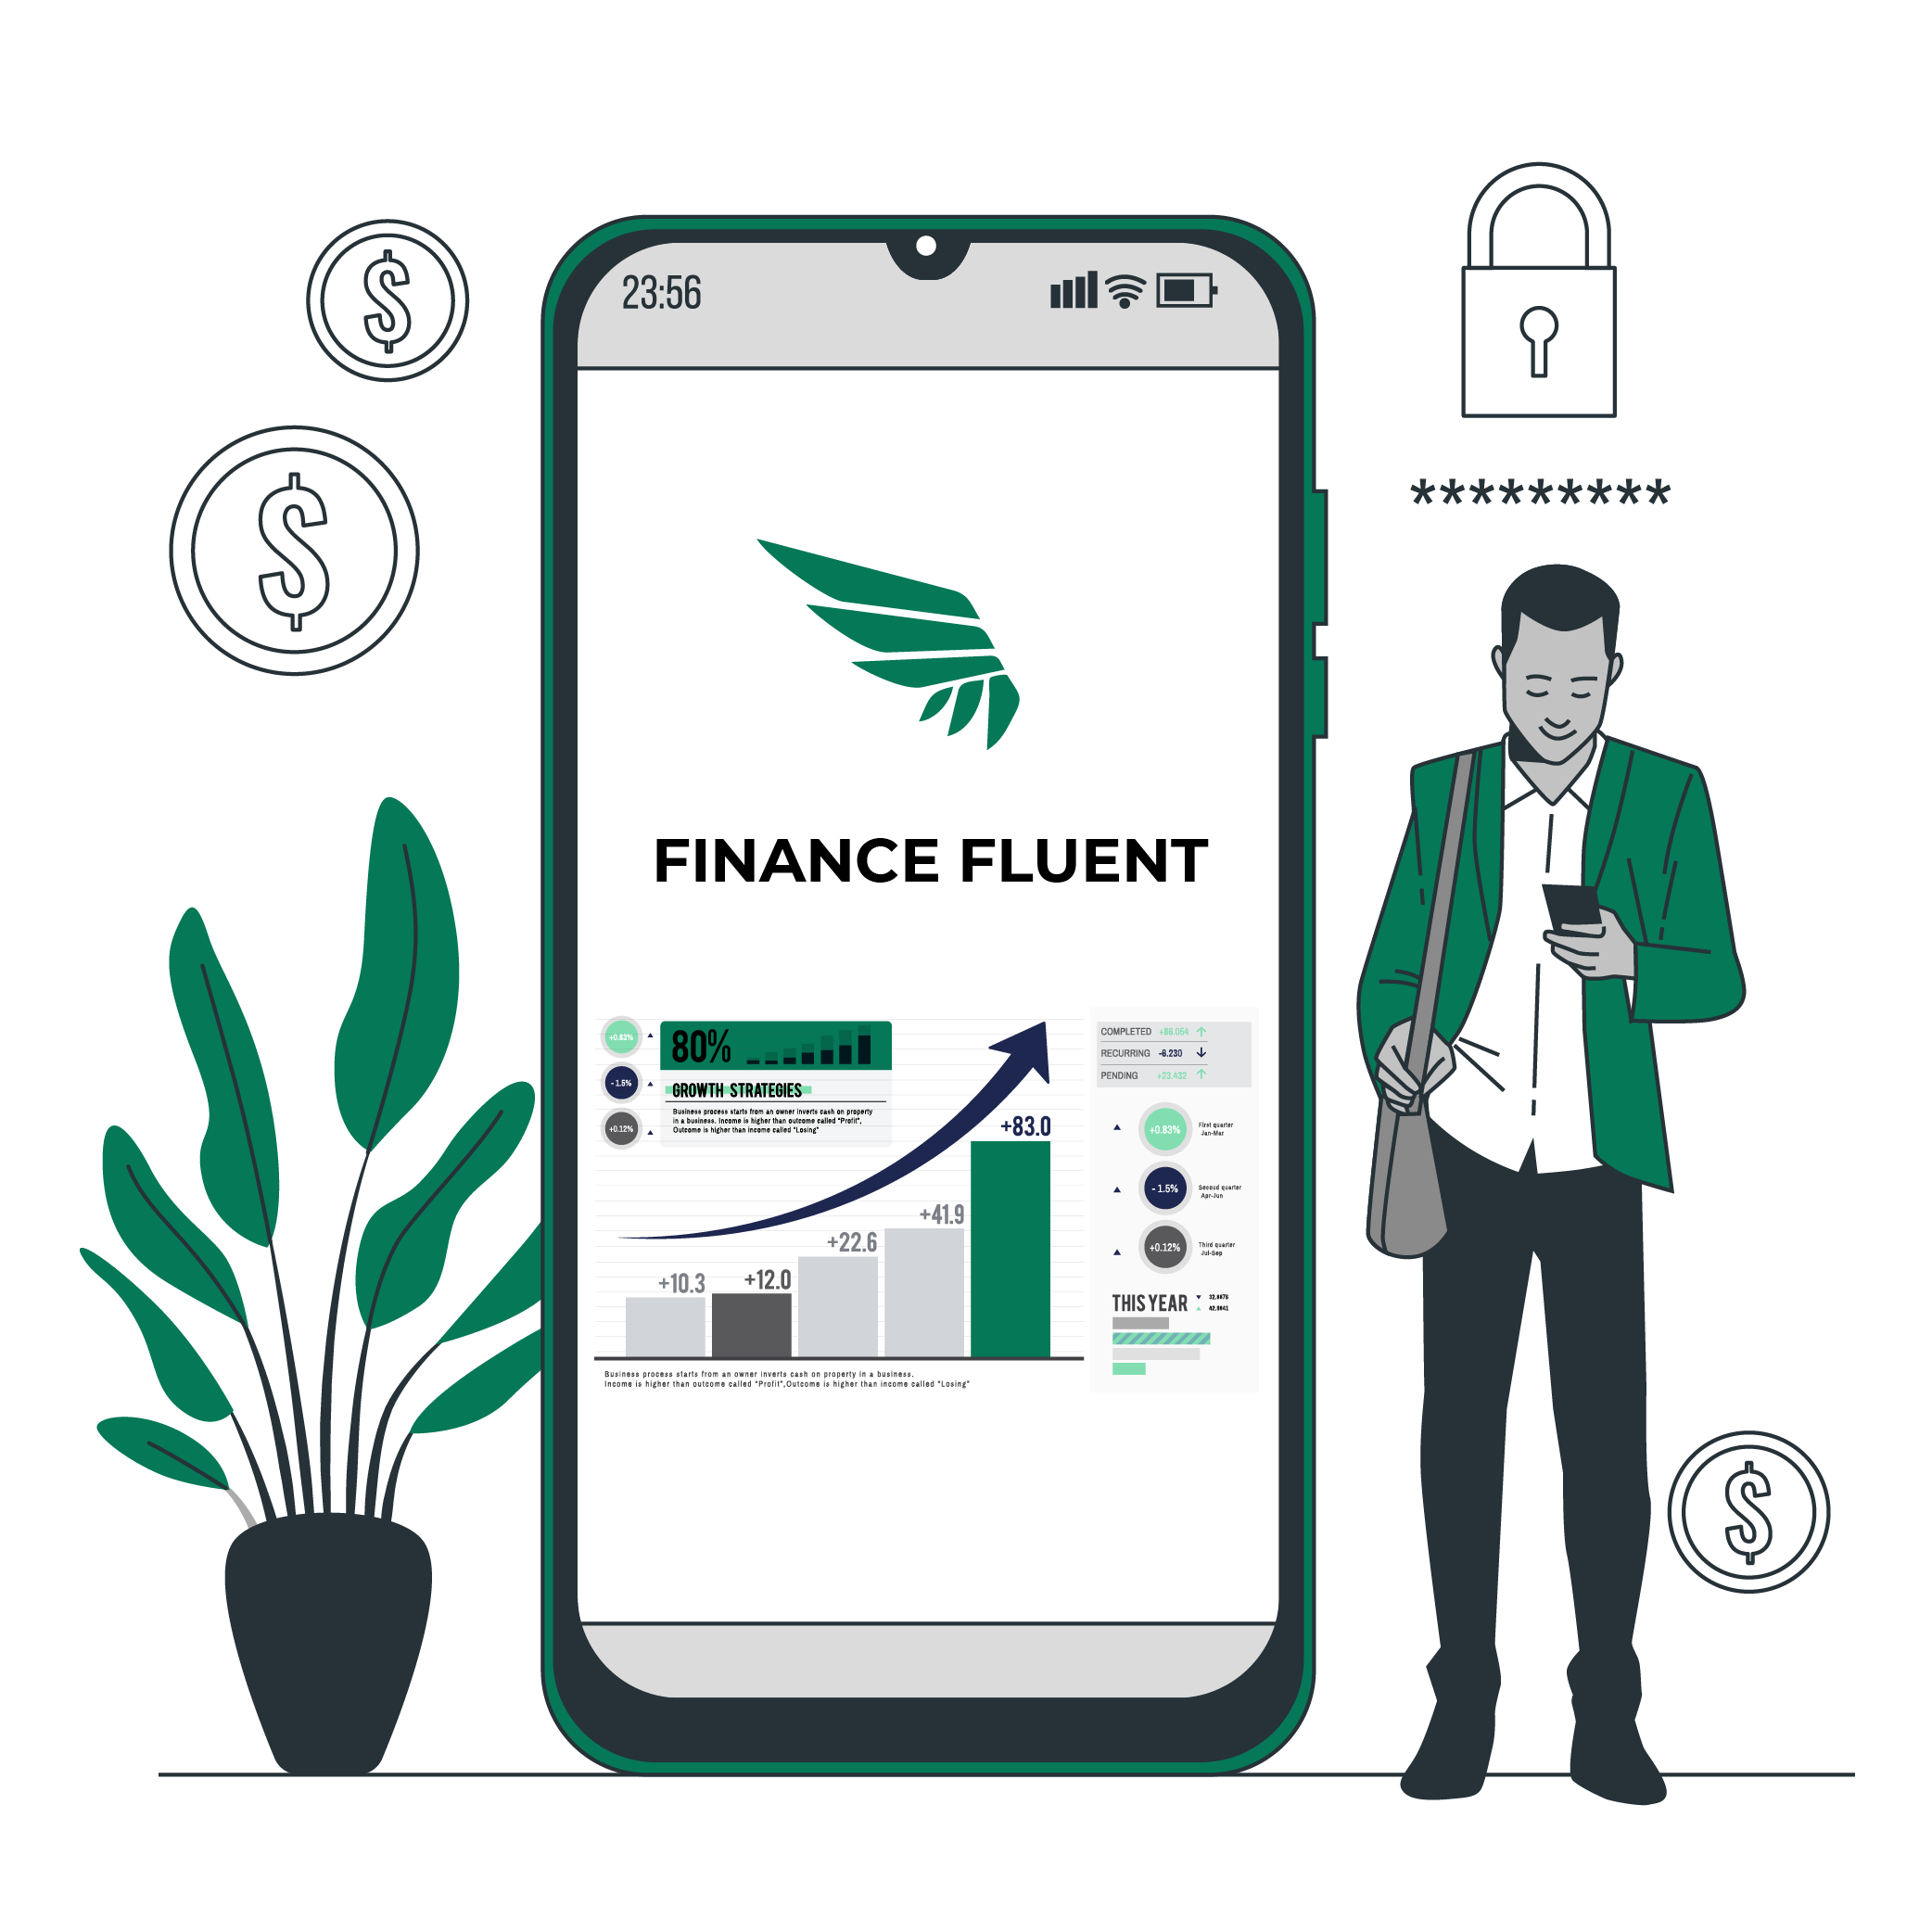 23:56
*********
FINANCE FLUENT
+0.83%
- 1.5%
+0.12%
80%
GROWTH STRATEGIES
Business process starts from an owner inverts cash on property
in a business. Income is higher than outcome called "Profit",
Outcome is higher than income called "Losing"
+10.3
+12.0
+22.6
+41.9
+83.0
COMPLETED +86.054
RECURRING -6.230
PENDING +23.432
+0.83%
First quarter
Jan-Mar
- 1.5%
Second quarter
Apr-Jun
+0.12%
Third quarter
Jul-Sep
THIS YEAR
Business process starts from an owner inverts cash on property in a business.
Income is higher than outcome called "Profit",Outcome is higher than income called "Losing"